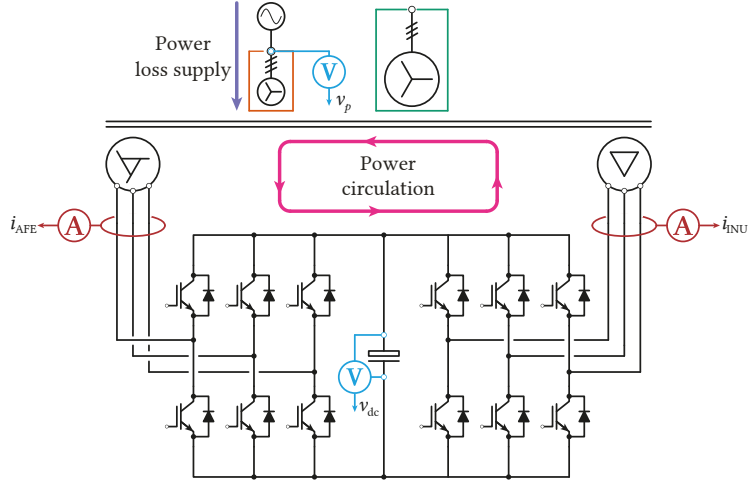 Power
loss supply
V
v_p
Power
circulation
i_AFE
A
A
i_INU
V
v_dc